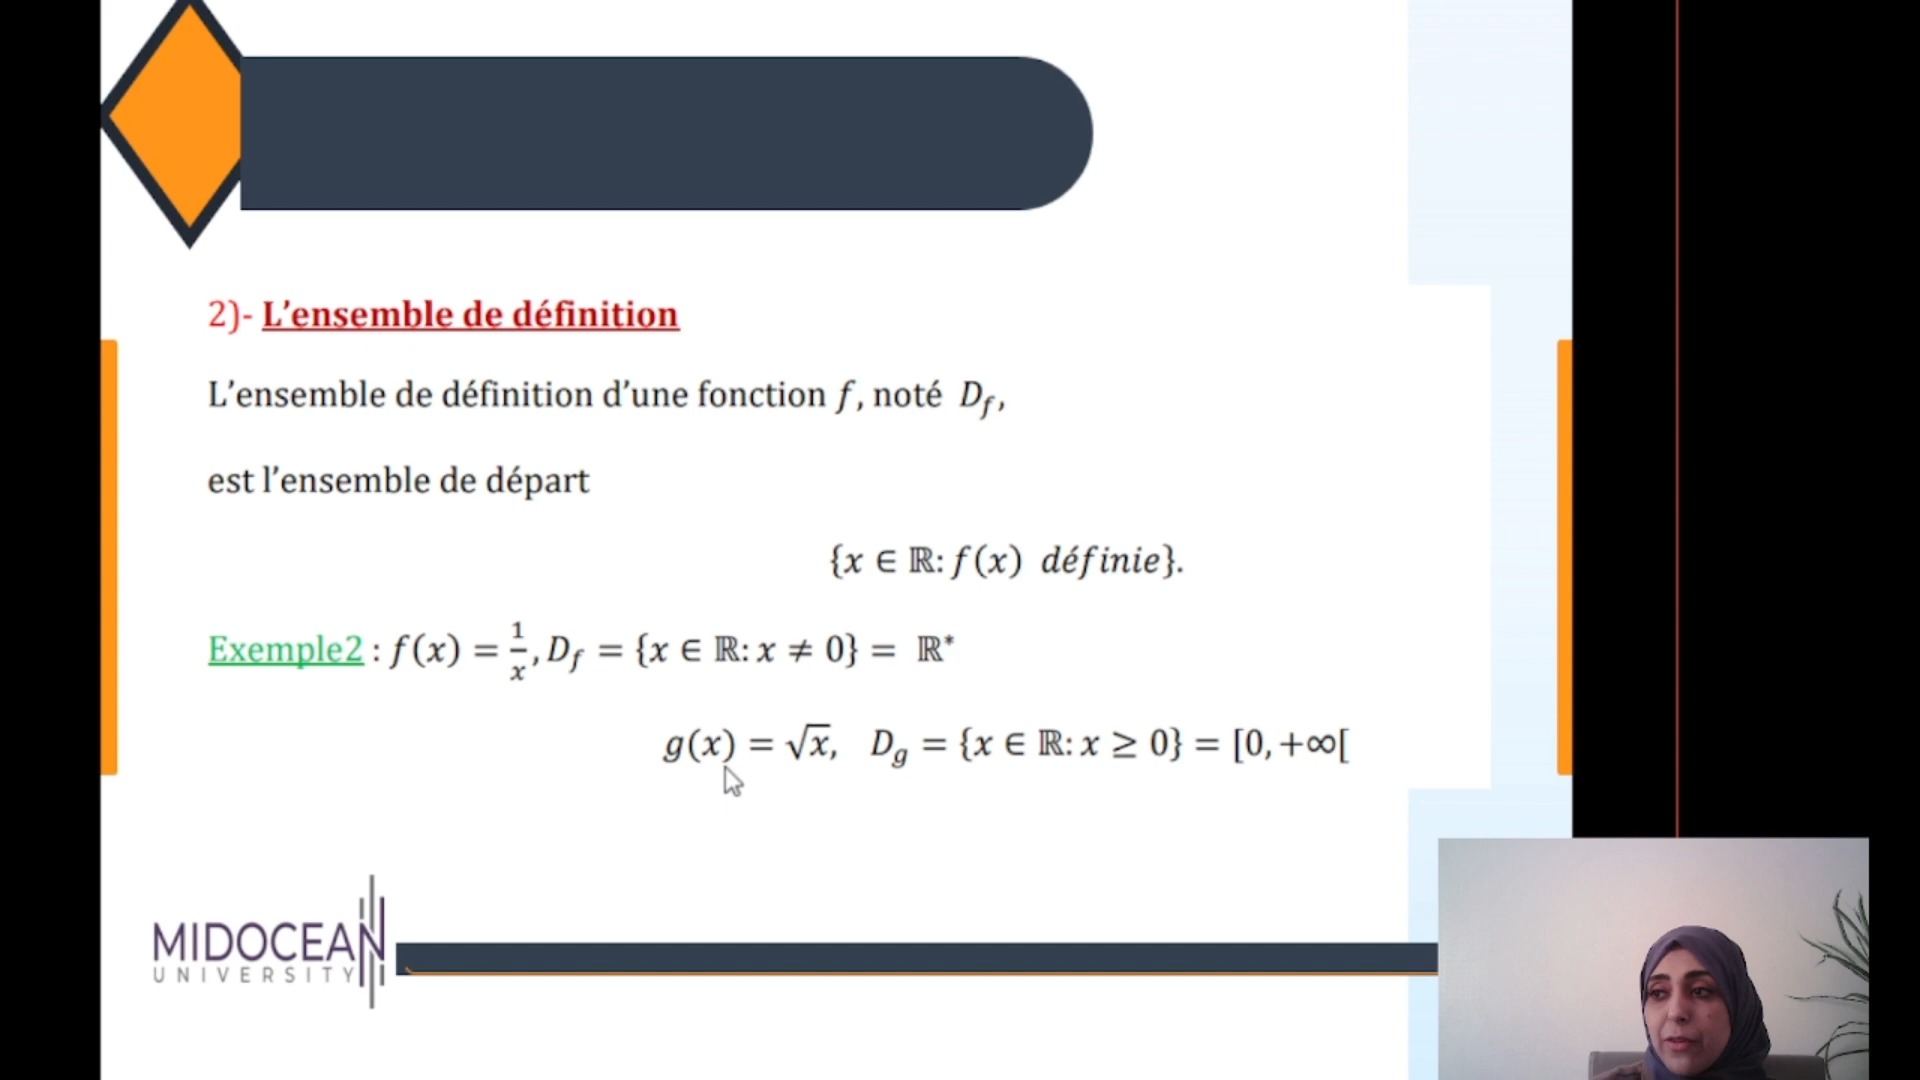 2)- L’ensemble de définition
L’ensemble de définition d’une fonction f, noté D_f,
est l’ensemble de départ
{x ∈ ℝ: f(x) définie}.
Exemple2 : f(x) = 1/x, D_f = {x ∈ ℝ: x ≠ 0} = ℝ*
g(x) = √x, D_g = {x ∈ ℝ: x ≥ 0} = [0, +∞[
MIDOCEAN
UNIVERSITY